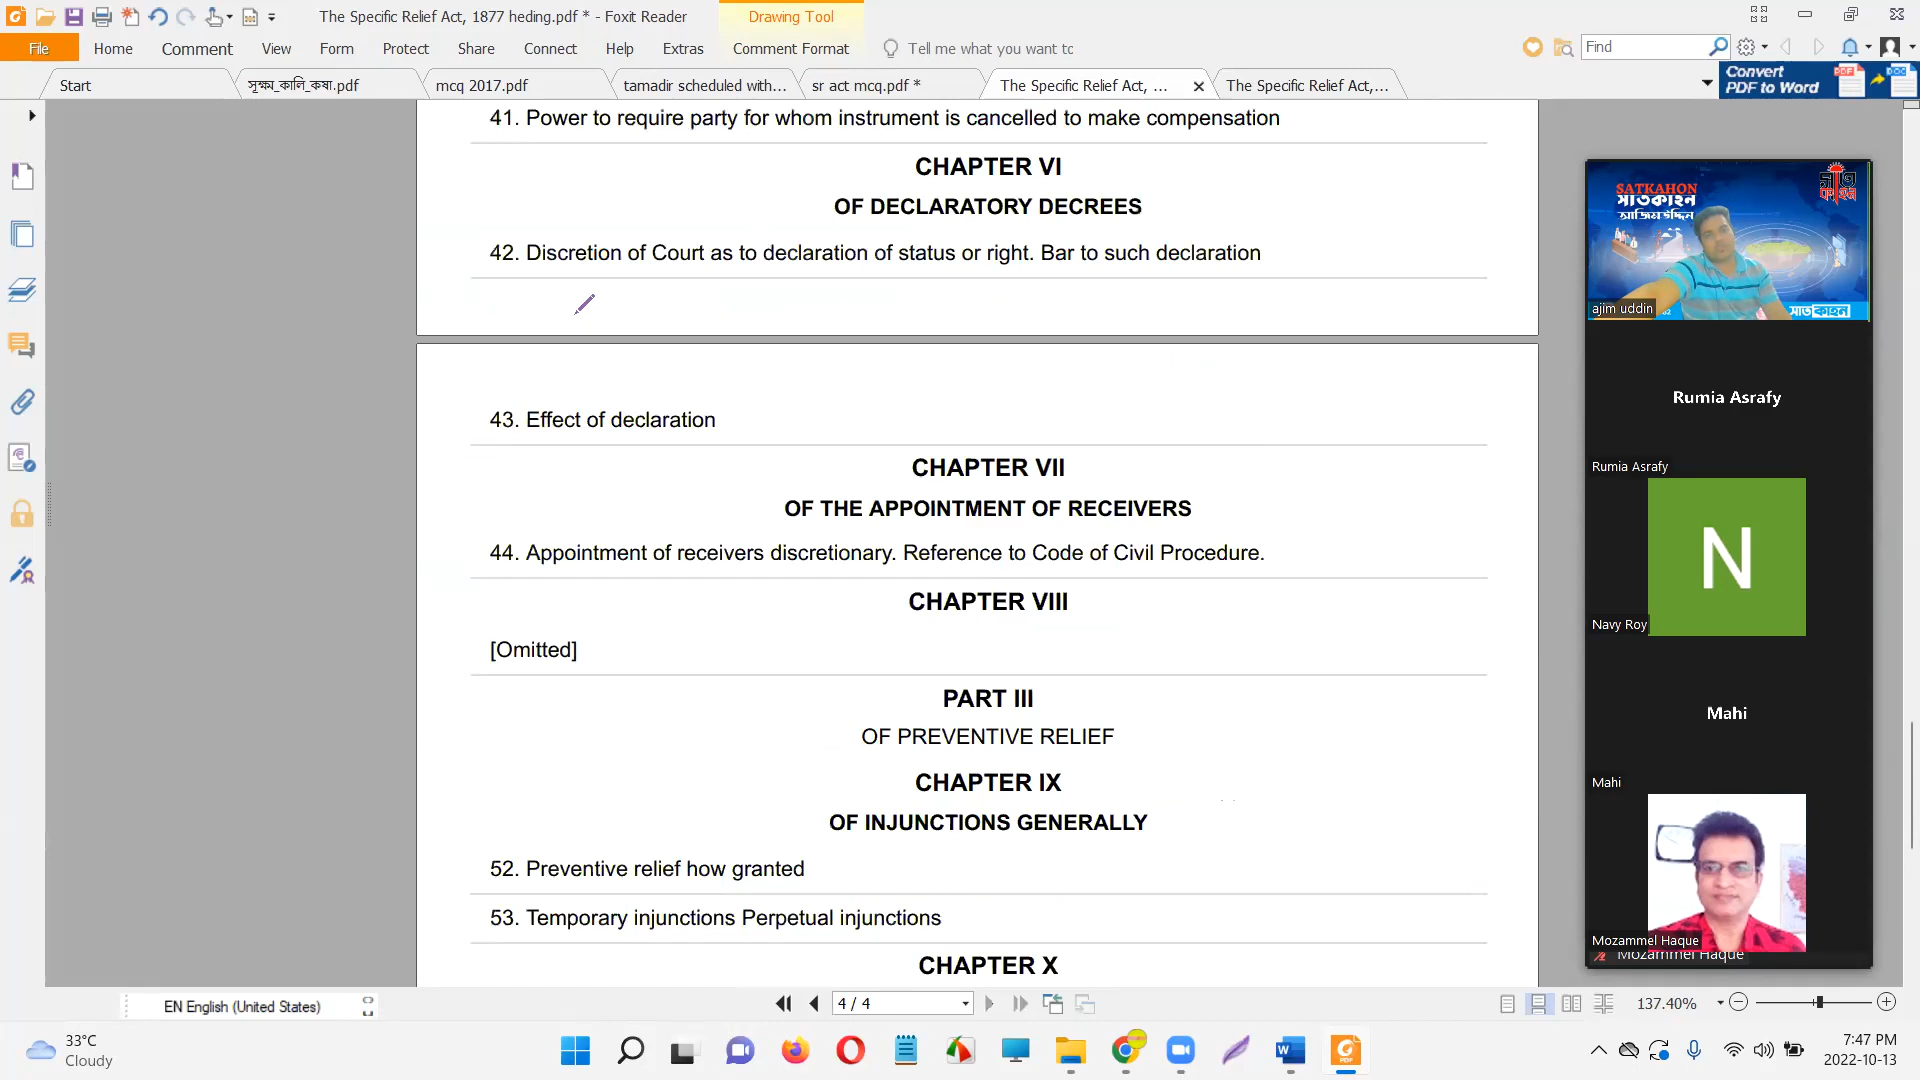 The Specific Relief Act, 1877 heding.pdf * - Foxit Reader
Drawing Tool
File
Home
Comment
View
Form
Protect
Share
Connect
Help
Extras
Comment Format
Tell me what you want to
Find
Start
সূক্ষ্ম_কালি_কষা.pdf
mcq 2017.pdf
tamadir scheduled with...
sr act mcq.pdf *
The Specific Relief Act, ...
The Specific Relief Act,...
Convert
PDF to Word
41. Power to require party for whom instrument is cancelled to make compensation
CHAPTER VI
OF DECLARATORY DECREES
42. Discretion of Court as to declaration of status or right. Bar to such declaration
43. Effect of declaration
CHAPTER VII
OF THE APPOINTMENT OF RECEIVERS
44. Appointment of receivers discretionary. Reference to Code of Civil Procedure.
CHAPTER VIII
[Omitted]
PART III
OF PREVENTIVE RELIEF
CHAPTER IX
OF INJUNCTIONS GENERALLY
52. Preventive relief how granted
53. Temporary injunctions Perpetual injunctions
CHAPTER X
SATKAHON
সাতকাহন
আজিম উদ্দিন
সাত কাহন
ajim uddin
সাতকাহন
Rumia Asrafy
Rumia Asrafy
N
Navy Roy
Mahi
Mahi
Mozammel Haque
Mozammel Haque
EN English (United States)
4 / 4
137.40%
33°C
Cloudy
7:47 PM
2022-10-13